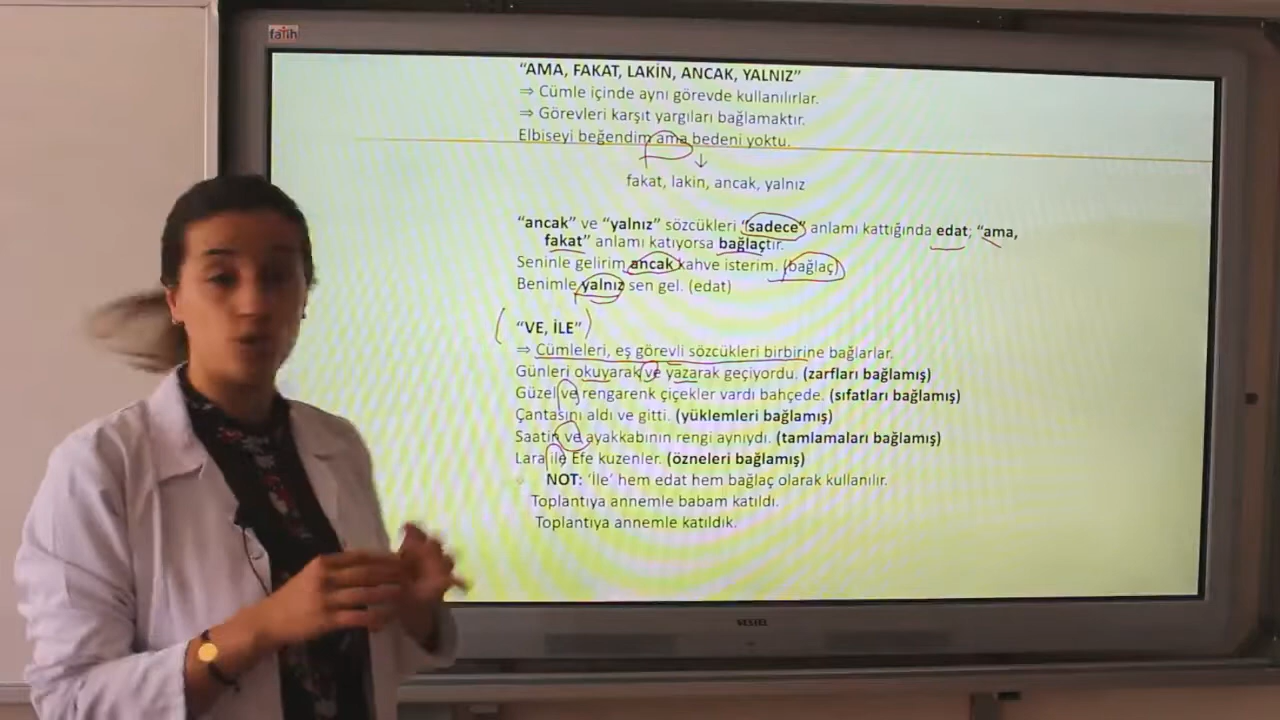 fatih
"AMA, FAKAT, LAKİN, ANCAK, YALNIZ"
⇒ Cümle içinde aynı görevde kullanılırlar.
⇒ Görevleri karşıt yargıları bağlamaktır.
Elbiseyi beğendim ama bedeni yoktu.
fakat, lakin, ancak, yalnız
"ancak" ve "yalnız" sözcükleri "sadece" anlamı kattığında edat; "ama,
fakat" anlamı katıyorsa bağlaçtır.
Seninle gelirim ancak kahve isterim. (bağlaç)
Benimle yalnız sen gel. (edat)
"VE, İLE"
⇒ Cümleleri, eş görevli sözcükleri birbirine bağlarlar.
Günleri okuyarak ve yazarak geçiyordu. (zarfları bağlamış)
Güzel ve rengarenk çiçekler vardı bahçede. (sıfatları bağlamış)
Çantasını aldı ve gitti. (yüklemleri bağlamış)
Saatin ve ayakkabının rengi aynıydı. (tamlamaları bağlamış)
Lara ile Efe kuzenler. (özneleri bağlamış)
NOT: 'İle' hem edat hem bağlaç olarak kullanılır.
Toplantıya annemle babam katıldı.
Toplantıya annemle katıldık.
VESTEL